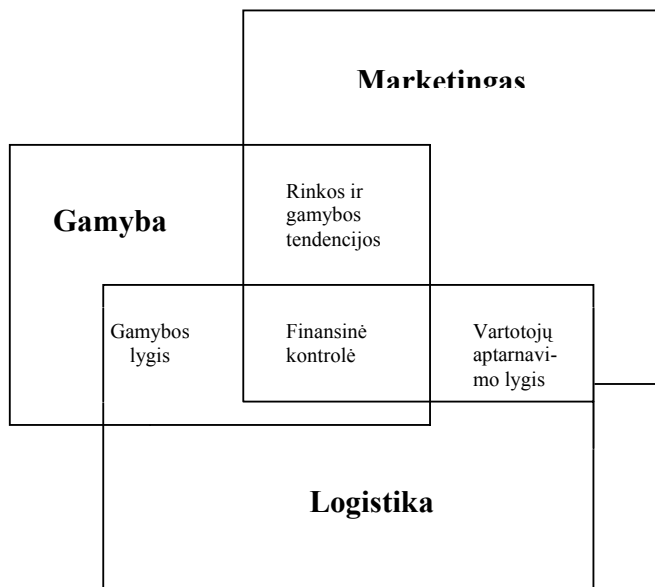 Marketingas
Rinkos ir
gamybos
tendencijos
Gamyba
Gamybos
lygis
Finansinė
kontrolė
Vartotojų
aptarnavi-
mo lygis
Logistika